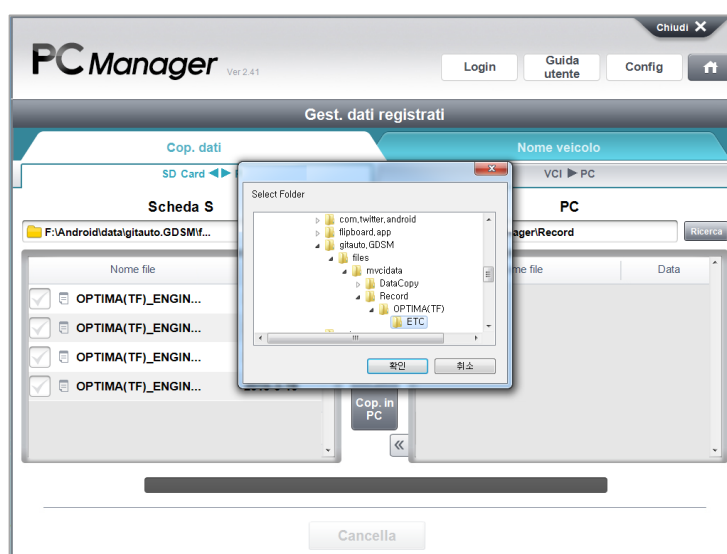 Chiudi X
PC Manager Ver 2.41
Login
Guida utente
Config
Gest. dati registrati
Cop. dati
Nome veicolo
SD Card
VCI ▶ PC
Select Folder
com,twitter,android
flipboard,app
gitauto,GDSM
files
mvcidata
DataCopy
Record
OPTIMA(TF)
ETC
확인
취소
Scheda S
PC
F:\Android\data\gitauto.GDSM\f...
ager\Record
Ricerca
Nome file
me file
Data
OPTIMA(TF)_ENGIN...
OPTIMA(TF)_ENGIN...
OPTIMA(TF)_ENGIN...
OPTIMA(TF)_ENGIN...
Cop. in
PC
Cancella